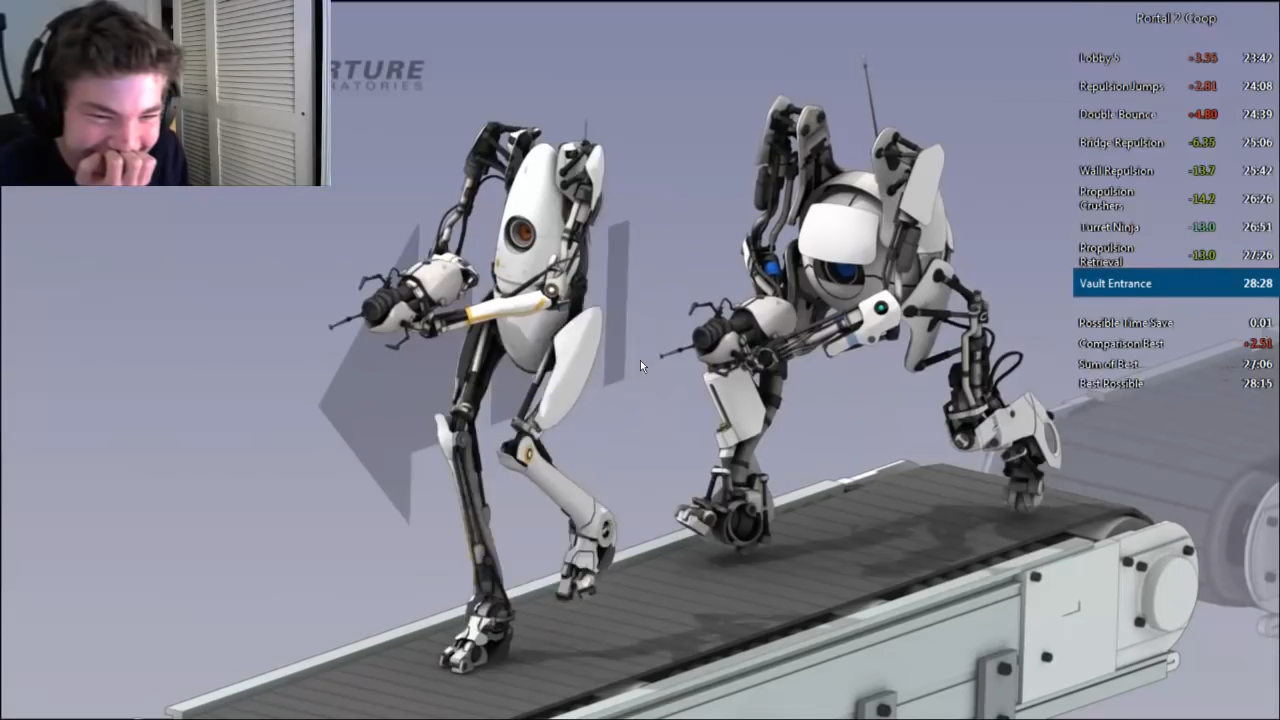 RTURE
RATORIES
Portal 2 Coop
Lobby's -3.55 23:42
Repulsion Jumps +2.81 24:08
Double Bounce +4.80 24:39
Bridge Repulsion -6.35 25:06
Wall Repulsion -13.7 25:42
Propulsion
Crushers -14.2 26:26
Turret Ninja -13.0 26:51
Propulsion
Retrieval -13.0 27:26
Vault Entrance 28:28
Possible Time Save 0.01
Comparison Best +2.51
Sum of Best 27:06
Best Possible 28:15